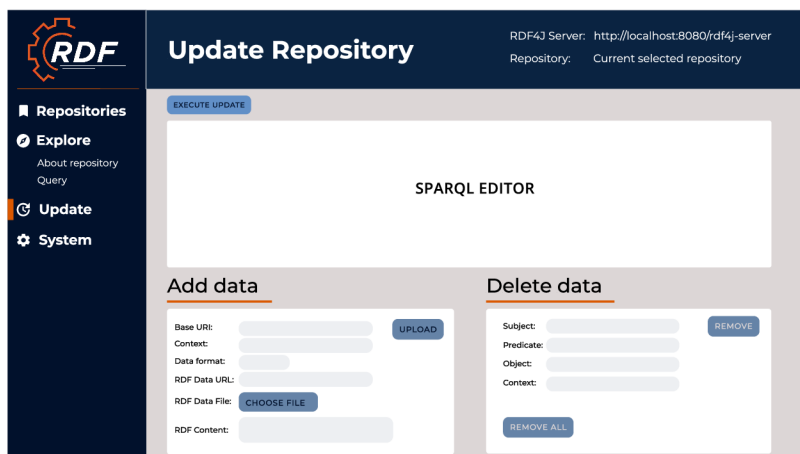 RDF
Update Repository
RDF4J Server: http://localhost:8080/rdf4j-server
Repository: Current selected repository
Repositories
Explore
About repository
Query
Update
System
EXECUTE UPDATE
SPARQL EDITOR
Add data
Base URI:
UPLOAD
Context:
Data format:
RDF Data URL:
RDF Data File: CHOOSE FILE
RDF Content:
Delete data
Subject:
REMOVE
Predicate:
Object:
Context:
REMOVE ALL